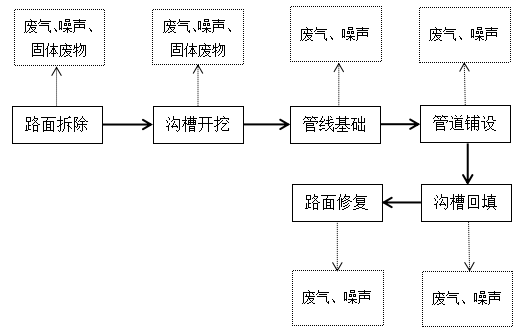 废气、噪声、
固体废物
废气、噪声、
固体废物
废气、噪声
废气、噪声
路面拆除
沟槽开挖
管线基础
管道铺设
路面修复
沟槽回填
废气、噪声
废气、噪声